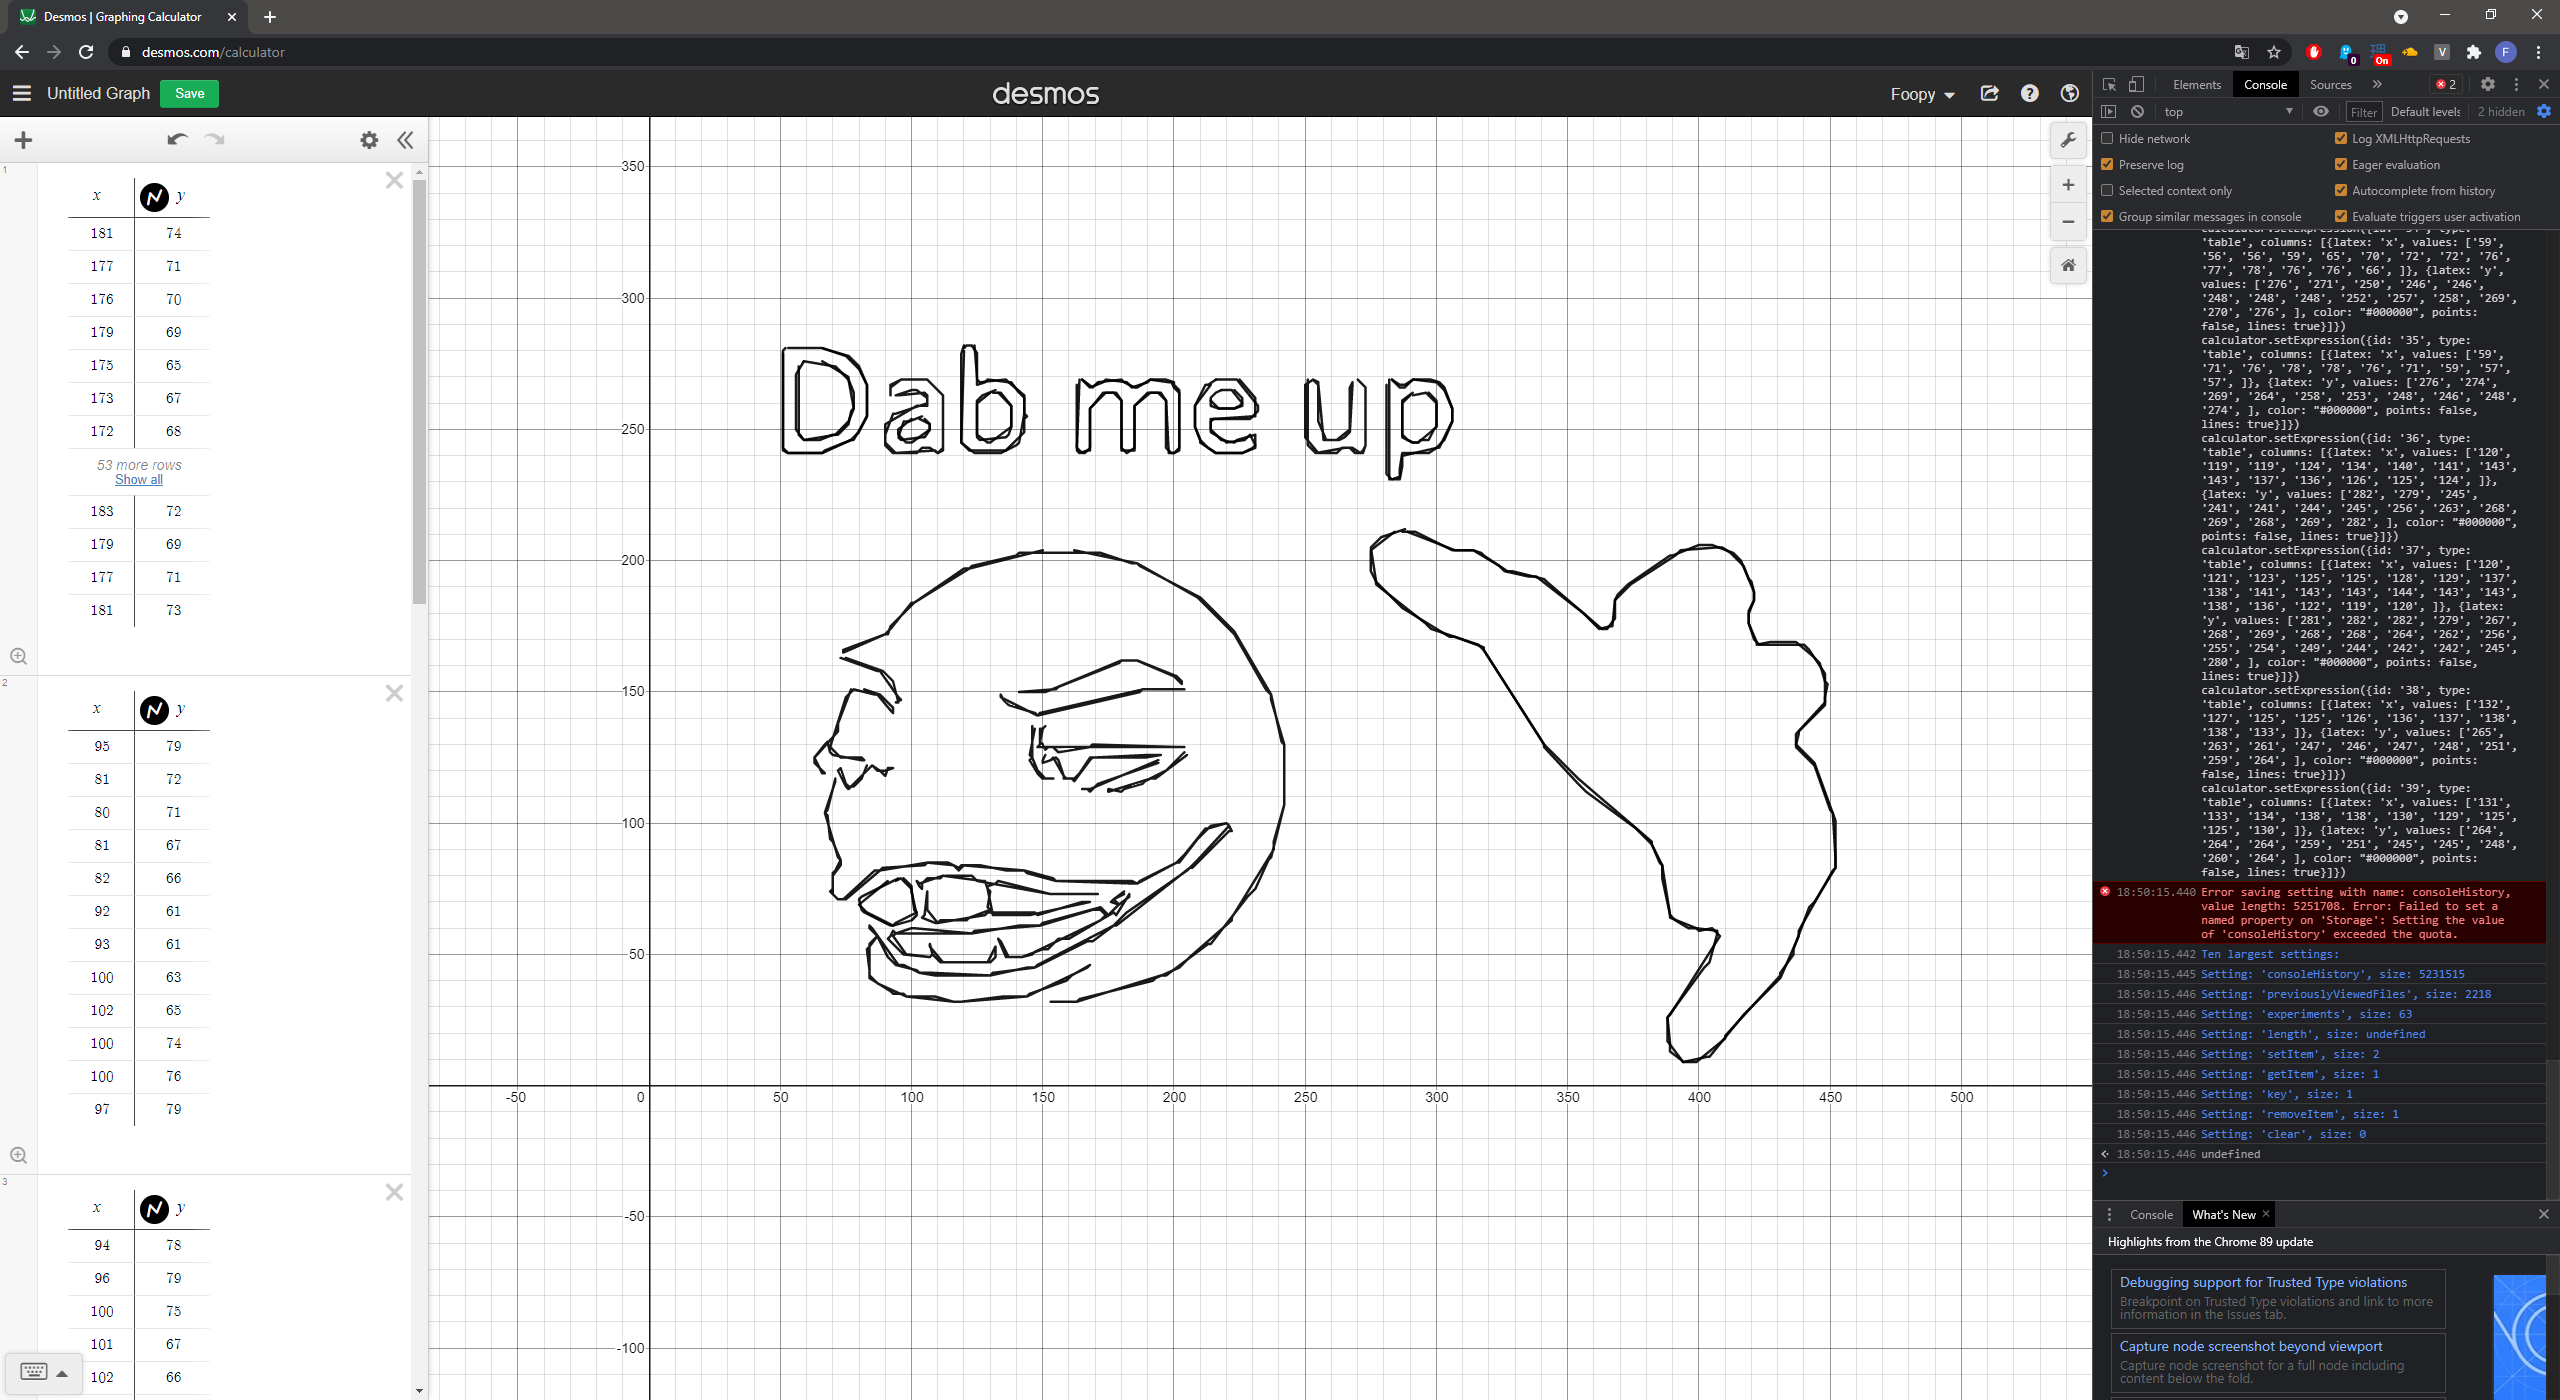 Desmos | Graphing Calculator
desmos.com/calculator
0
On
V
F
Untitled Graph
Save
desmos
Foopy
1
x y
181 74
177 71
176 70
179 69
175 65
173 67
172 68
53 more rows
Show all
183 72
179 69
177 71
181 73
2
x y
95 79
81 72
80 71
81 67
82 66
92 61
93 61
100 63
102 65
100 74
100 76
97 79
3
x y
94 78
96 79
100 75
101 67
102 66
Dab me up
350
300
250
200
150
100
50
-50 0 50 100 150 200 250 300 350 400 450 500
-50
-100
Elements Console Sources 2
top Filter Default levels 2 hidden
Hide network Log XMLHttpRequests
Preserve log Eager evaluation
Selected context only Autocomplete from history
Group similar messages in console Evaluate triggers user activation
'table', columns: [{latex: 'x', values: ['59',
'56', '56', '59', '65', '70', '72', '72', '76',
'77', '78', '76', '76', '66', ]}, {latex: 'y',
values: ['276', '271', '250', '246', '246',
'248', '248', '248', '252', '257', '258', '269',
'270', '276', ], color: "#000000", points:
false, lines: true}]})
calculator.setExpression({id: '35', type:
'table', columns: [{latex: 'x', values: ['59',
'71', '76', '78', '78', '76', '71', '59', '57',
'57', ]}, {latex: 'y', values: ['276', '274',
'269', '264', '258', '253', '248', '246', '248',
'274', ], color: "#000000", points: false,
lines: true}]})
calculator.setExpression({id: '36', type:
'table', columns: [{latex: 'x', values: ['120',
'119', '119', '124', '134', '140', '141', '143',
'143', '137', '136', '126', '125', '124', ]},
{latex: 'y', values: ['282', '279', '245',
'241', '241', '244', '245', '256', '263', '268',
'269', '268', '269', '282', ], color: "#000000",
points: false, lines: true}]})
calculator.setExpression({id: '37', type:
'table', columns: [{latex: 'x', values: ['120',
'121', '123', '125', '125', '128', '129', '137',
'138', '141', '143', '143', '144', '143', '143',
'138', '136', '122', '119', '120', ]}, {latex:
'y', values: ['281', '282', '282', '279', '267',
'268', '269', '268', '268', '264', '262', '256',
'255', '254', '249', '244', '242', '242', '245',
'280', ], color: "#000000", points: false,
lines: true}]})
calculator.setExpression({id: '38', type:
'table', columns: [{latex: 'x', values: ['132',
'127', '125', '125', '126', '136', '137', '138',
'138', '133', ]}, {latex: 'y', values: ['265',
'263', '261', '247', '246', '247', '248', '251',
'259', '264', ], color: "#000000", points:
false, lines: true}]})
calculator.setExpression({id: '39', type:
'table', columns: [{latex: 'x', values: ['131',
'133', '134', '138', '138', '130', '129', '125',
'125', '130', ]}, {latex: 'y', values: ['264',
'264', '264', '259', '251', '245', '245', '248',
'260', '264', ], color: "#000000", points:
false, lines: true}]})
18:50:15.440 Error saving setting with name: consoleHistory,
value length: 5251708. Error: Failed to set a
named property on 'Storage': Setting the value
of 'consoleHistory' exceeded the quota.
18:50:15.442 Ten largest settings:
18:50:15.445 Setting: 'consoleHistory', size: 5231515
18:50:15.446 Setting: 'previouslyViewedFiles', size: 2218
18:50:15.446 Setting: 'experiments', size: 63
18:50:15.446 Setting: 'length', size: undefined
18:50:15.446 Setting: 'setItem', size: 2
18:50:15.446 Setting: 'getItem', size: 1
18:50:15.446 Setting: 'key', size: 1
18:50:15.446 Setting: 'removeItem', size: 1
18:50:15.446 Setting: 'clear', size: 0
18:50:15.446 undefined
Console What's New
Highlights from the Chrome 89 update
Debugging support for Trusted Type violations
Breakpoint on Trusted Type violations and link to more
information in the Issues tab.
Capture node screenshot beyond viewport
Capture node screenshot for a full node including
content below the fold.